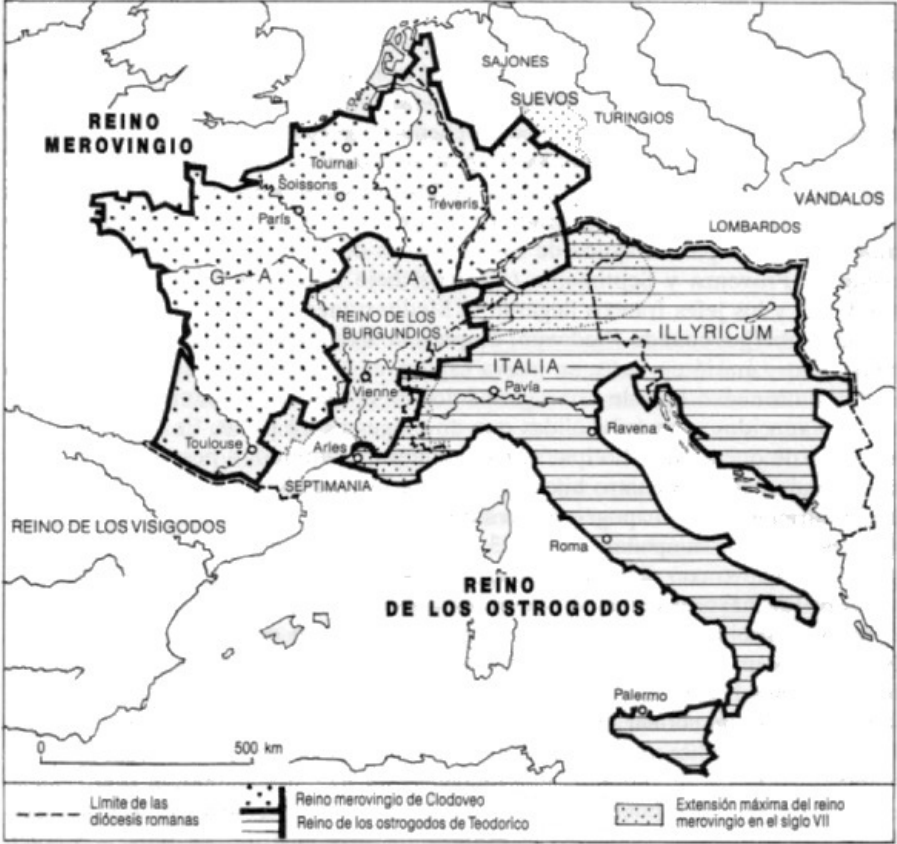 SAJONES
SUEVOS
TURINGIOS
REINO
MEROVINGIO
Tournai
Soissons
París
Tréveris
VÁNDALOS
LOMBARDOS
GALIA
REINO DE LOS
BURGUNDIOS
ILLYRICUM
ITALIA
Vienne
Pavía
Ravena
Toulouse
Arles
SEPTIMANIA
REINO DE LOS VISIGODOS
Roma
REINO
DE LOS OSTROGODOS
Palermo
0 500 km
Límite de las
diócesis romanas
Reino merovingio de Clodoveo
Reino de los ostrogodos de Teodorico
Extensión máxima del reino
merovingio en el siglo VII